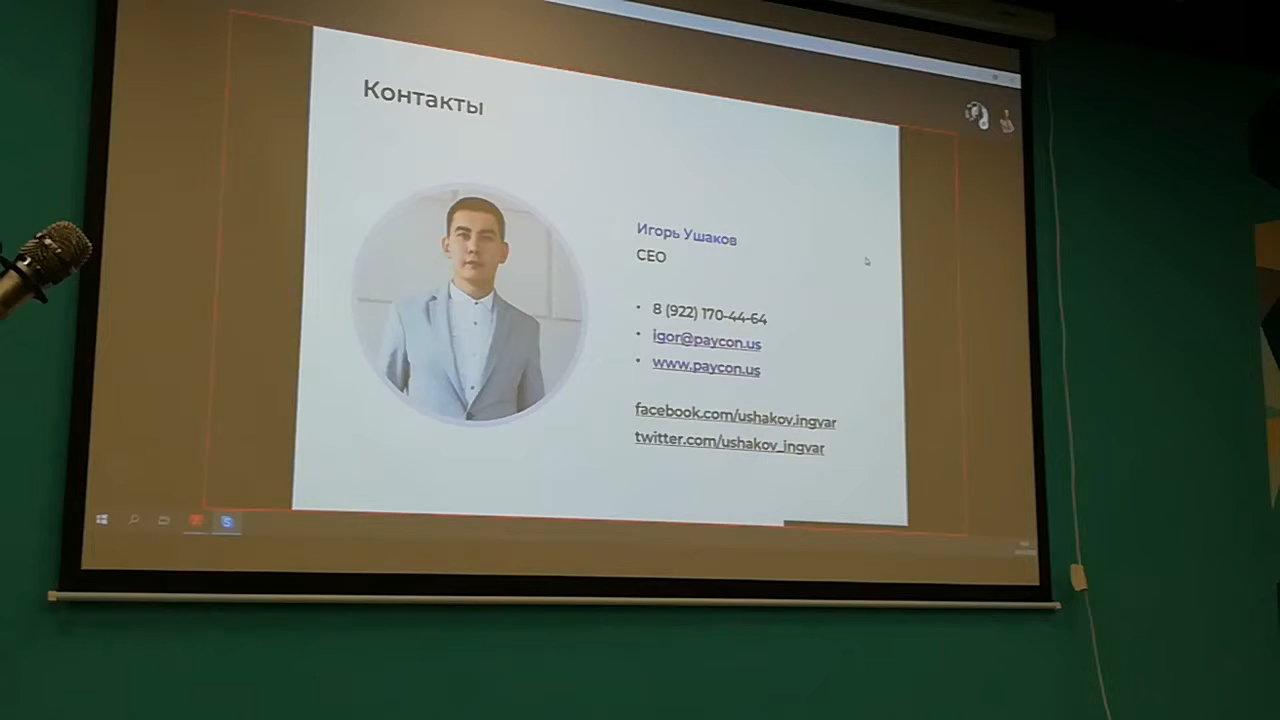 Контакты
Игорь Ушаков
CEO
• 8 (922) 170-44-64
• igor@paycon.us
• www.paycon.us
facebook.com/ushakov.ingvar
twitter.com/ushakov_ingvar